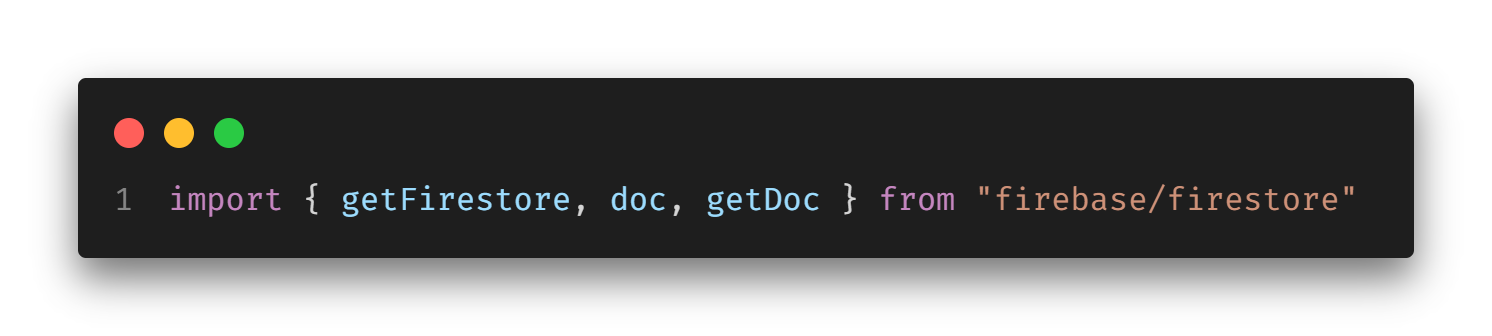 1 import { getFirestore, doc, getDoc } from "firebase/firestore"